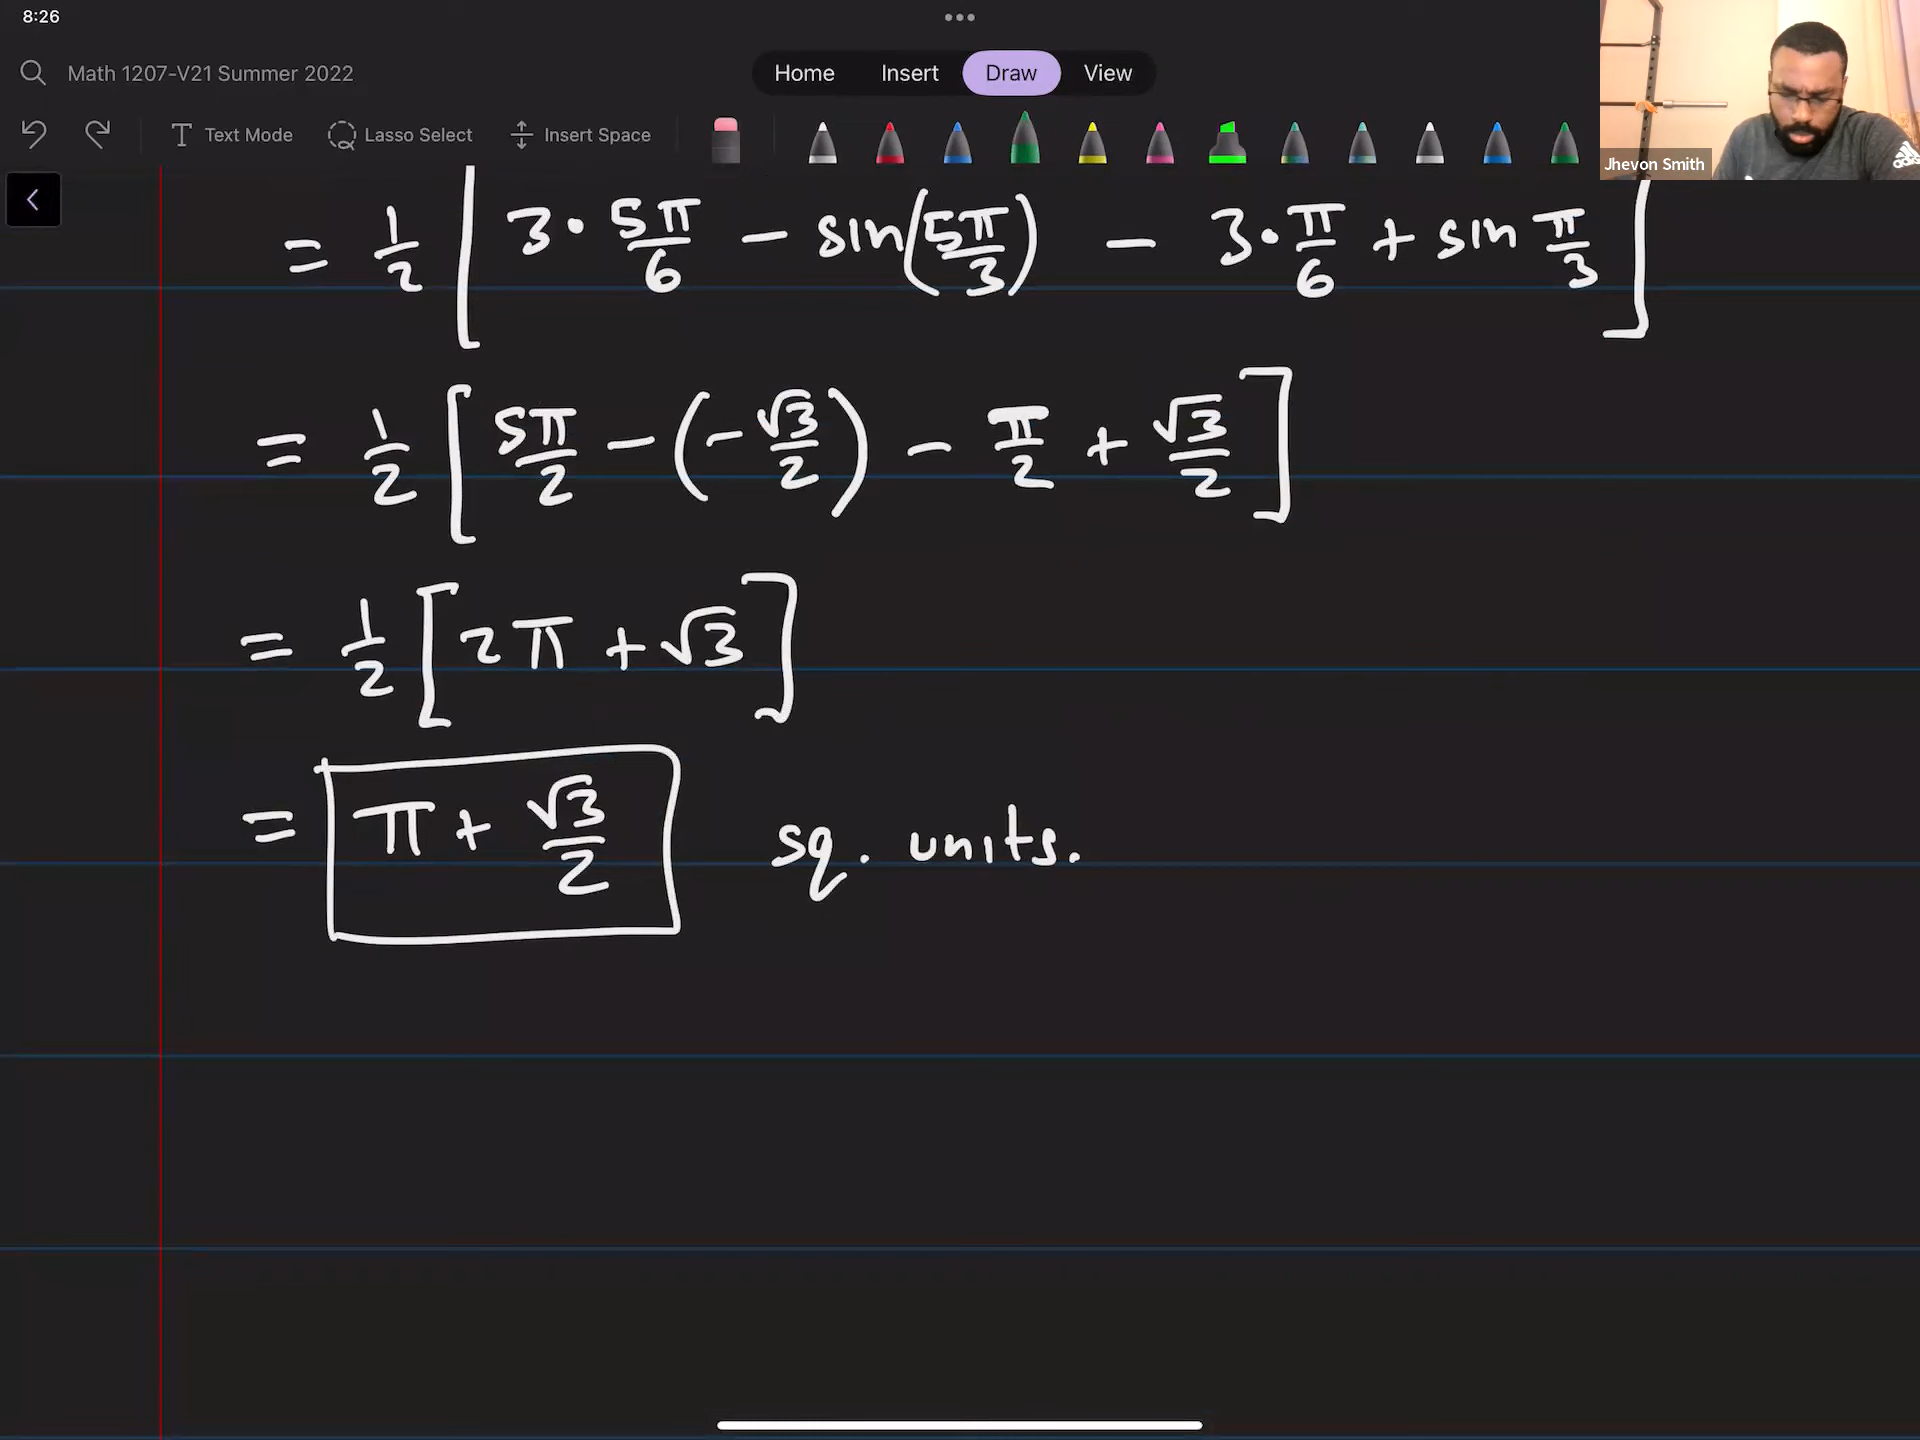 8:26
Math 1207-V21 Summer 2022
Home Insert Draw View
Text Mode Lasso Select Insert Space
Jhevon Smith
adidas
= 1/2 [ 3 · 5π/6 - sin(5π/3) - 3 · π/6 + sin π/3 ]
= 1/2 [ 5π/2 - (-√3/2) - π/2 + √3/2 ]
= 1/2 [ 2π + √3 ]
= π + √3/2 sq. units.